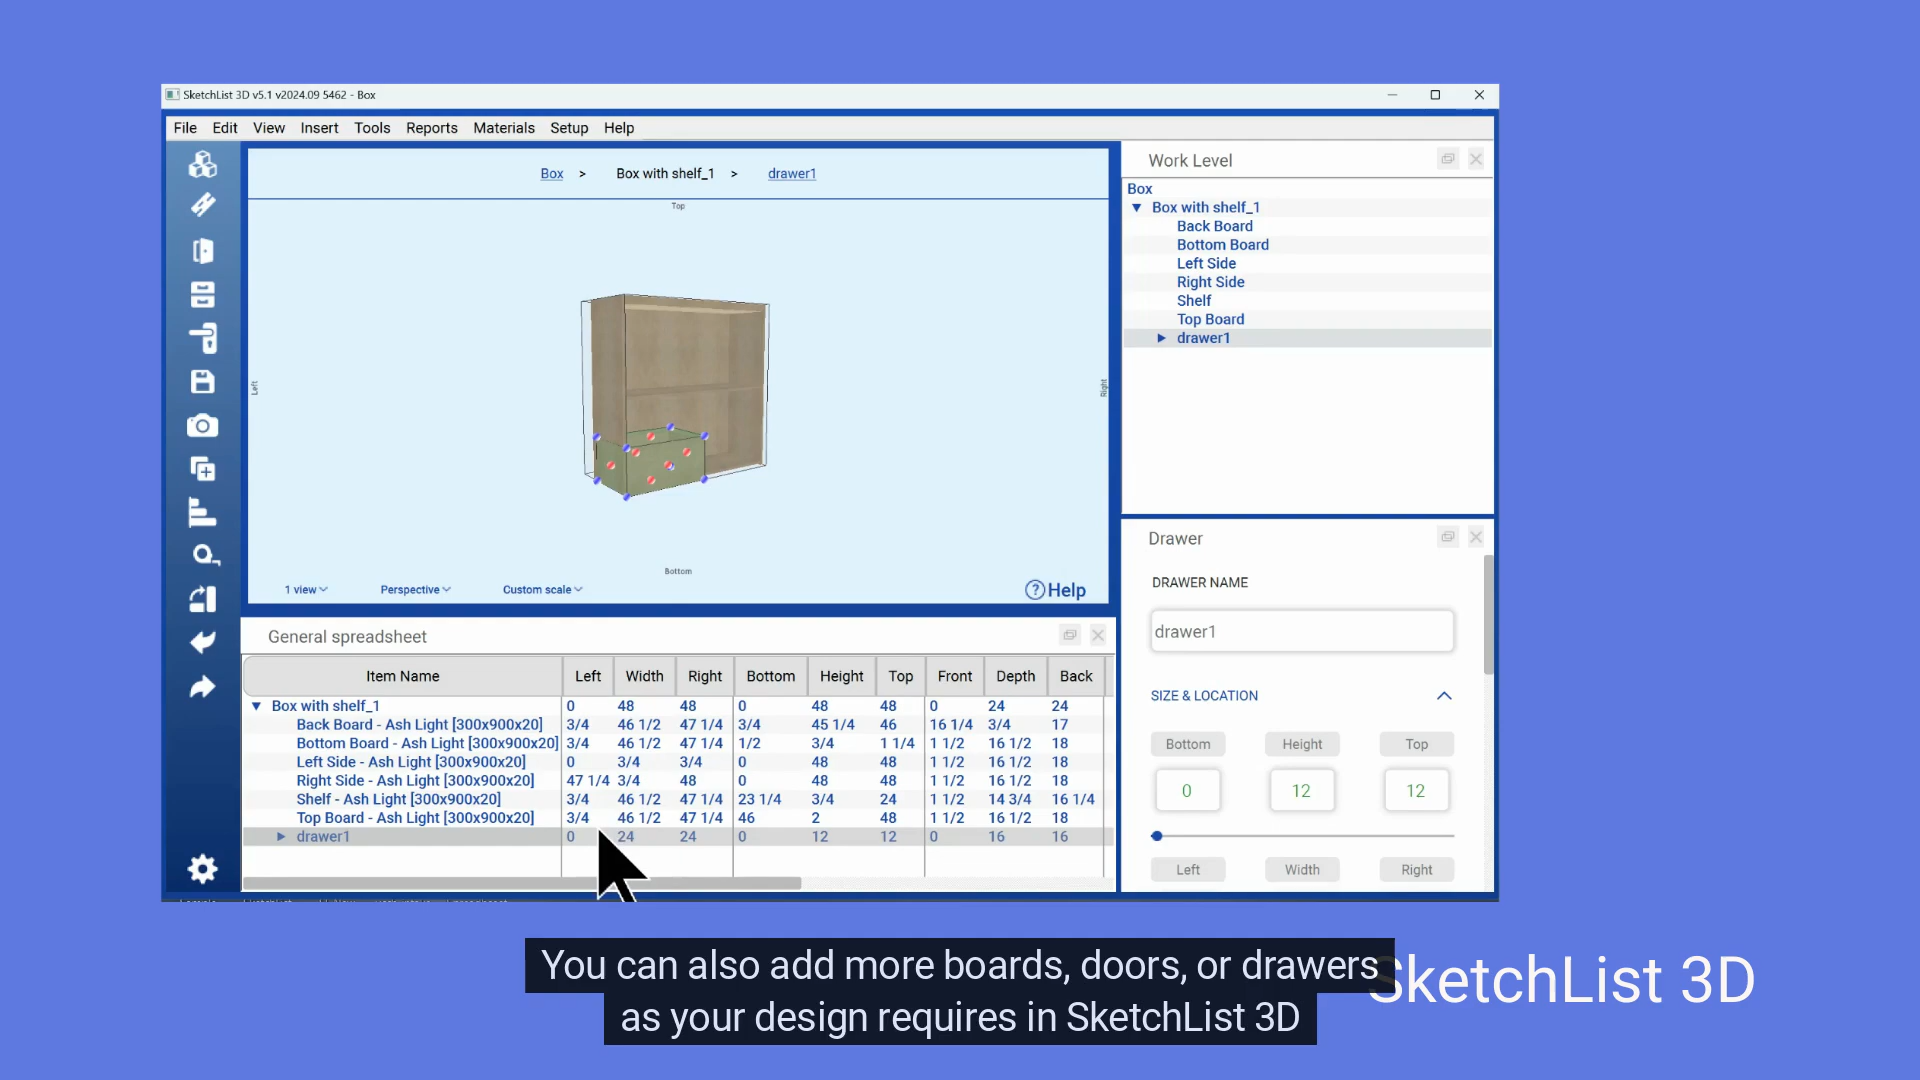 SketchList 3D v5.1 v2024.09 5462 - Box
File Edit View Insert Tools Reports Materials Setup Help
Box > Box with shelf_1 > drawer1
Top
Left
Right
Bottom
1 view Perspective Custom scale Help
Work Level
Box
Box with shelf_1
Back Board
Bottom Board
Left Side
Right Side
Shelf
Top Board
drawer1
General spreadsheet
Item Name Left Width Right Bottom Height Top Front Depth Back
Box with shelf_1 0 48 48 0 48 48 0 24 24
Back Board - Ash Light [300x900x20] 3/4 46 1/2 47 1/4 3/4 45 1/4 46 16 1/4 3/4 17
Bottom Board - Ash Light [300x900x20] 3/4 46 1/2 47 1/4 1/2 3/4 1 1/4 1 1/2 16 1/2 18
Left Side - Ash Light [300x900x20] 0 3/4 3/4 0 48 48 1 1/2 16 1/2 18
Right Side - Ash Light [300x900x20] 47 1/4 3/4 48 0 48 48 1 1/2 16 1/2 18
Shelf - Ash Light [300x900x20] 3/4 46 1/2 47 1/4 23 1/4 3/4 24 1 1/2 14 3/4 16 1/4
Top Board - Ash Light [300x900x20] 3/4 46 1/2 47 1/4 46 2 48 1 1/2 16 1/2 18
drawer1 0 24 24 0 12 12 0 16 16
Drawer
DRAWER NAME
drawer1
SIZE & LOCATION
Bottom Height Top
0 12 12
Left Width Right
You can also add more boards, doors, or drawers
as your design requires in SketchList 3D
SketchList 3D